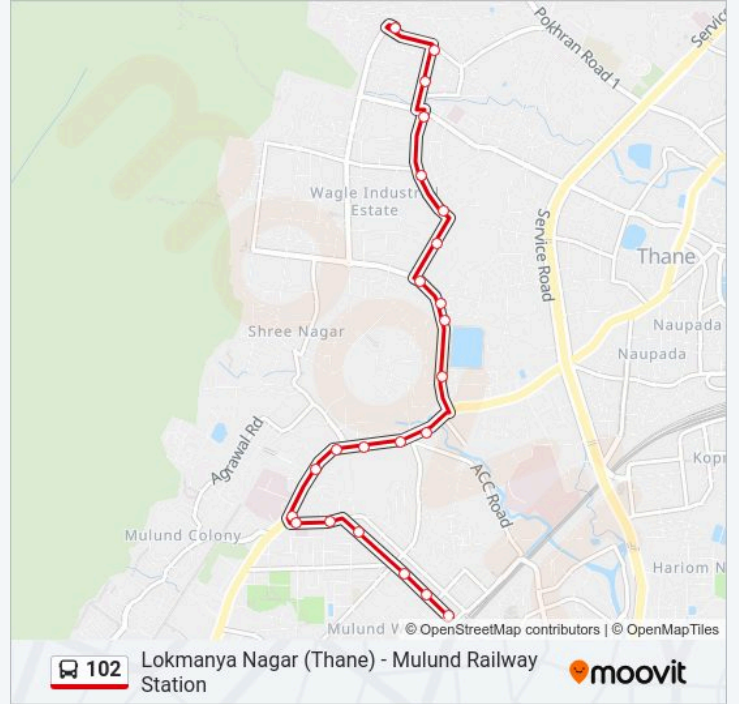 Pokhran Road 1
Service
Wagle Industrial
Estate
Service Road
Thane
Naupada
Naupada
Shree Nagar
Agrawal Rd
ACC Road
Kopr
Mulund Colony
Hariom N
Mulund W
© OpenStreetMap contributors | © OpenMapTiles
102
Lokmanya Nagar (Thane) - Mulund Railway
Station
moovit